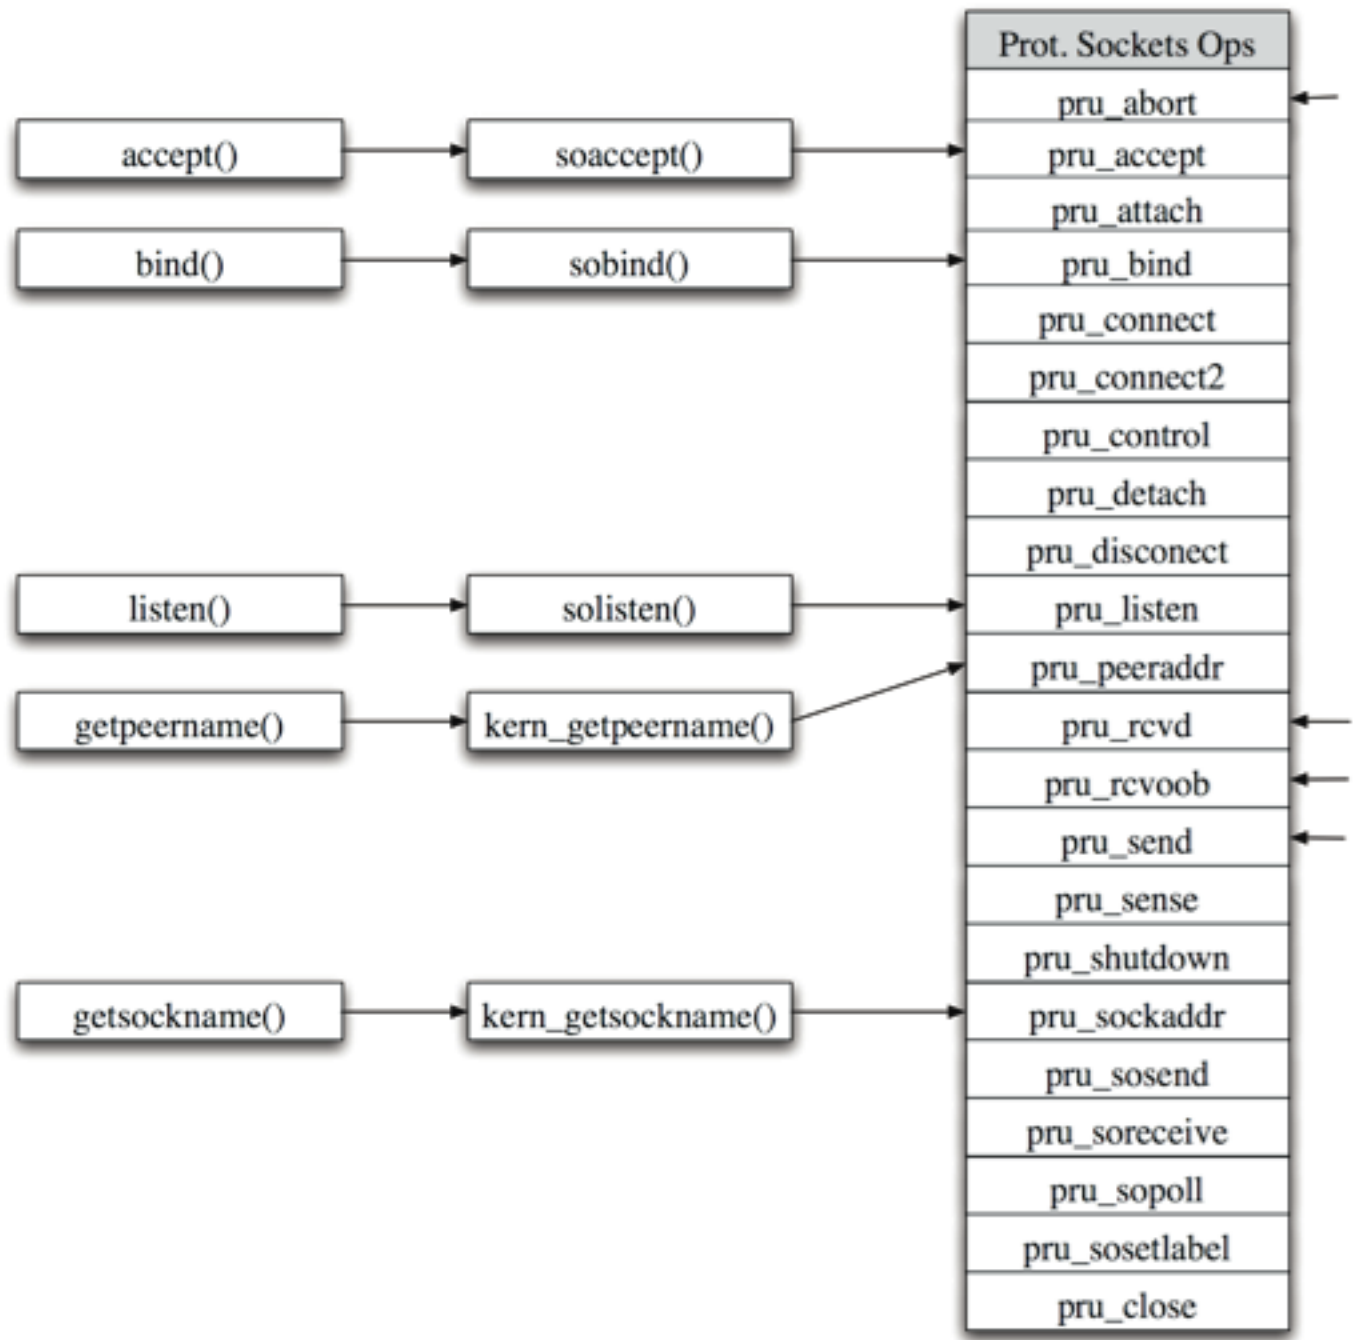 Prot. Sockets Ops
pru_abort
accept() soaccept() pru_accept
pru_attach
bind() sobind() pru_bind
pru_connect
pru_connect2
pru_control
pru_detach
pru_disconect
listen() solisten() pru_listen
pru_peeraddr
getpeername() kern_getpeername() pru_rcvd
pru_rcvoob
pru_send
pru_sense
pru_shutdown
getsockname() kern_getsockname() pru_sockaddr
pru_sosend
pru_soreceive
pru_sopoll
pru_sosetlabel
pru_close